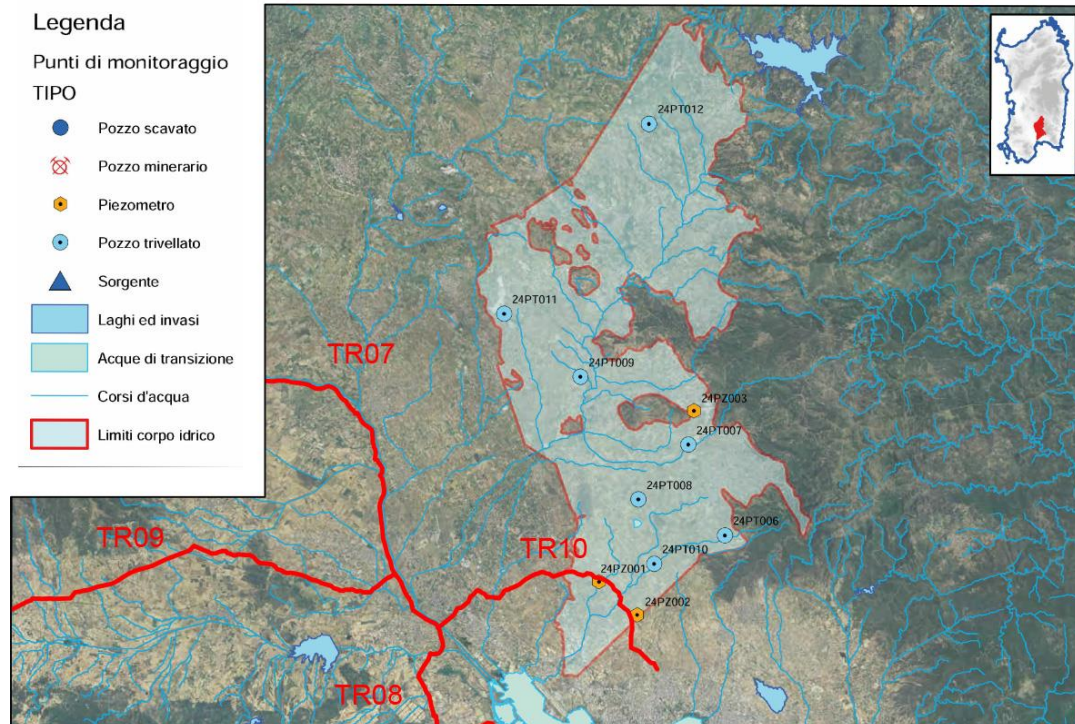 Legenda
Punti di monitoraggio
TIPO
Pozzo scavato
Pozzo minerario
Piezometro
Pozzo trivellato
Sorgente
Laghi ed invasi
Acque di transizione
Corsi d'acqua
Limiti corpo idrico
24PT012
24PT011
TR07
24PT009
24PZ003
24PT007
24PT008
24PT006
TR09
TR10
24PT010
24PZ001
24PZ002
TR08